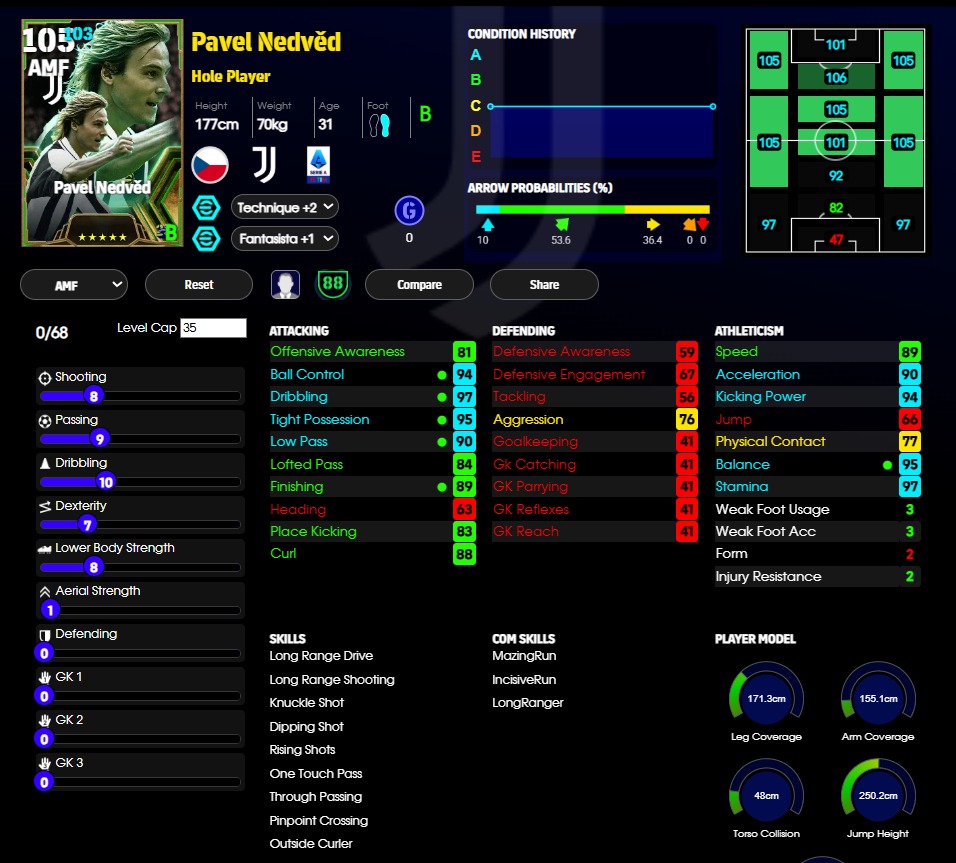 105 103
AMF
Pavel Nedvěd
★★★★★ B
Pavel Nedvěd
Hole Player
Height Weight Age Foot
177cm 70kg 31 B
SERIE A
Technique +2
Fantasista +1
G
0
CONDITION HISTORY
A
B
C
D
E
ARROW PROBABILITIES (%)
10 53.6 36.4 0 0
101
105 105
106
105
105 101 105
92
82
97 97
47
AMF Reset 88 Compare Share
0/68 Level Cap 35
Shooting
8
Passing
9
Dribbling
10
Dexterity
7
Lower Body Strength
8
Aerial Strength
1
Defending
0
GK 1
0
GK 2
0
GK 3
0
ATTACKING
Offensive Awareness 81
Ball Control 94
Dribbling 97
Tight Possession 95
Low Pass 90
Lofted Pass 84
Finishing 89
Heading 63
Place Kicking 83
Curl 88
DEFENDING
Defensive Awareness 59
Defensive Engagement 67
Tackling 56
Aggression 76
Goalkeeping 41
Gk Catching 41
GK Parrying 41
GK Reflexes 41
GK Reach 41
ATHLETICISM
Speed 89
Acceleration 90
Kicking Power 94
Jump 66
Physical Contact 77
Balance 95
Stamina 97
Weak Foot Usage 3
Weak Foot Acc 3
Form 2
Injury Resistance 2
SKILLS
Long Range Drive
Long Range Shooting
Knuckle Shot
Dipping Shot
Rising Shots
One Touch Pass
Through Passing
Pinpoint Crossing
Outside Curler
COM SKILLS
MazingRun
IncisiveRun
LongRanger
PLAYER MODEL
171.3cm 155.1cm
Leg Coverage Arm Coverage
48cm 250.2cm
Torso Collision Jump Height